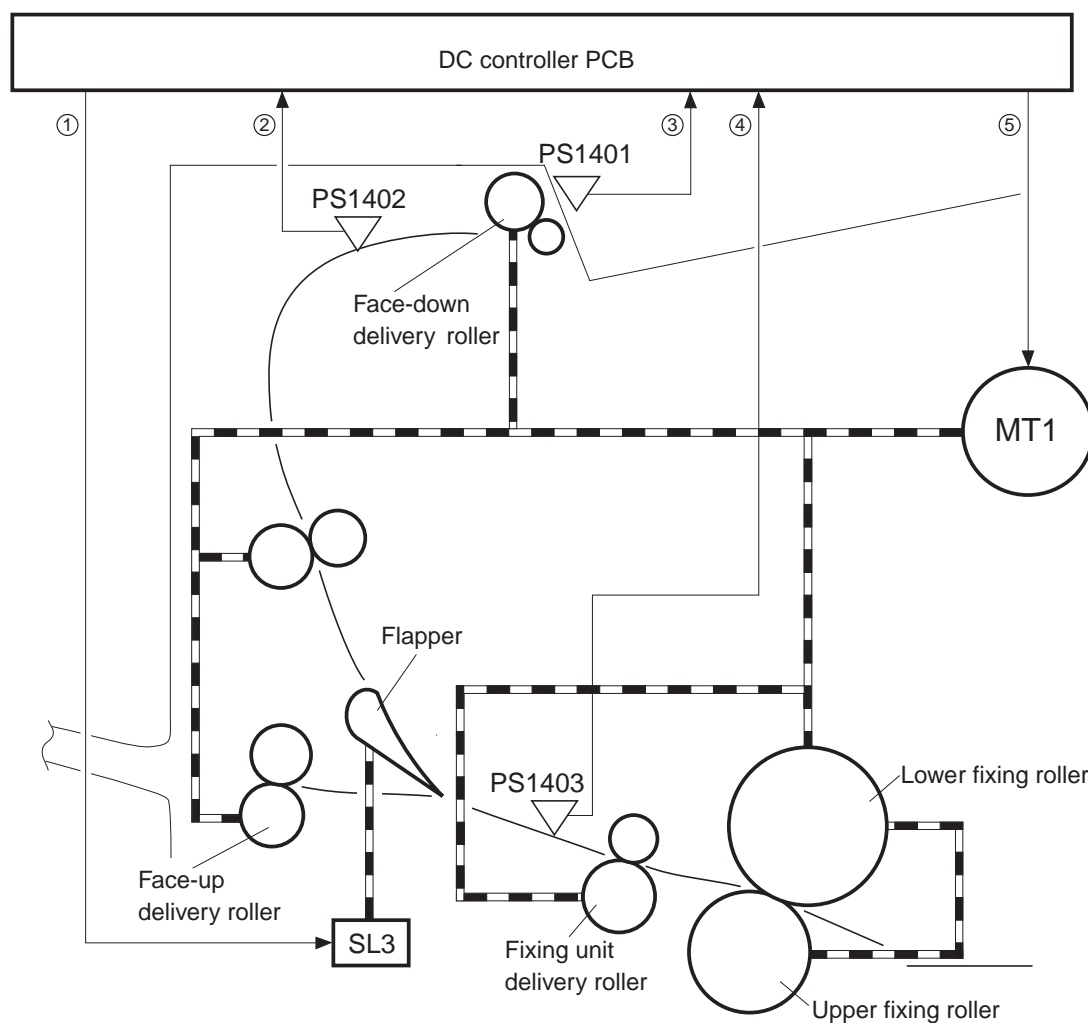 DC controller PCB
①
②
③
④
⑤
PS1401
PS1402
Face-down
delivery roller
MT1
Flapper
PS1403
Lower fixing roller
Face-up
delivery roller
SL3
Fixing unit
delivery roller
Upper fixing roller